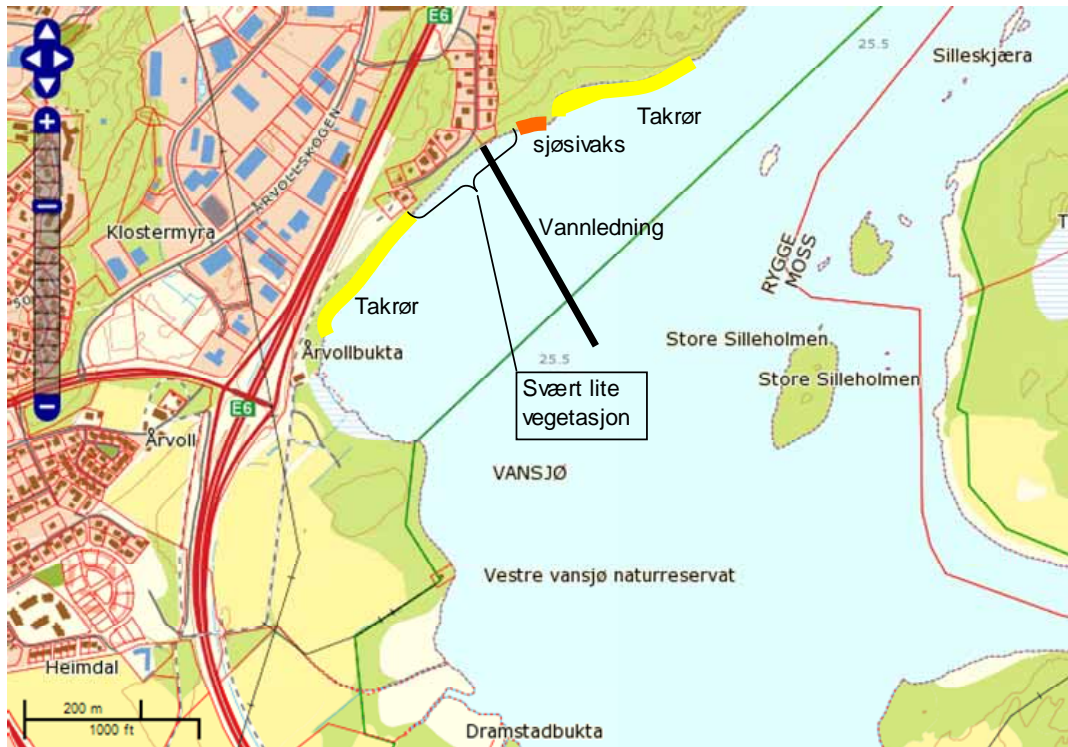 E6
25.5
Silleskjæra
Takrør
sjøsivaks
ÅRVOLLSKOGEN
Klostermyra
Vannledning
RYGGE
MOSS
50
Takrør
Store Silleholmen
Årvollbukta
25.5
Store Silleholmen
Svært lite
vegetasjon
E6
Årvoll
VANSJØ
Vestre vansjø naturreservat
Heimdal
200 m
1000 ft
Dramstadbukta